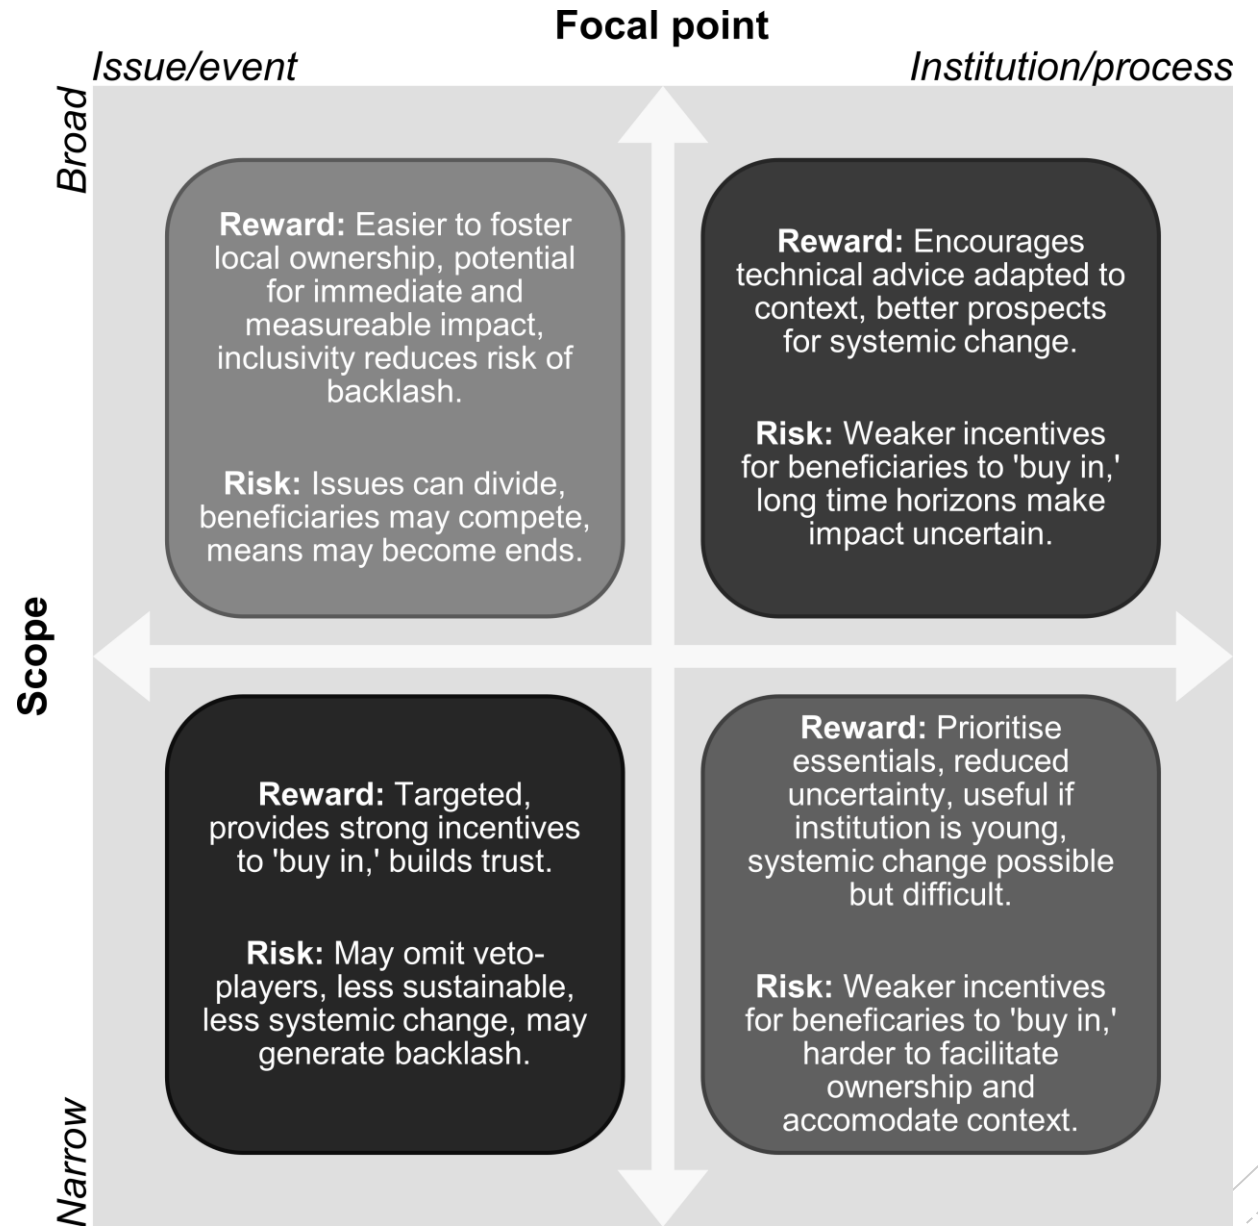 Focal point
Issue/event
Institution/process
Broad
Reward: Easier to foster
local ownership, potential
for immediate and
measureable impact,
inclusivity reduces risk of
backlash.
Risk: Issues can divide,
beneficiaries may compete,
means may become ends.
Reward: Encourages
technical advice adapted to
context, better prospects
for systemic change.
Risk: Weaker incentives
for beneficiaries to 'buy in,'
long time horizons make
impact uncertain.
Scope
Reward: Targeted,
provides strong incentives
to 'buy in,' builds trust.
Risk: May omit veto-
players, less sustainable,
less systemic change, may
generate backlash.
Reward: Prioritise
essentials, reduced
uncertainty, useful if
institution is young,
systemic change possible
but difficult.
Risk: Weaker incentives
for beneficaries to 'buy in,'
harder to facilitate
ownership and
accomodate context.
Narrow